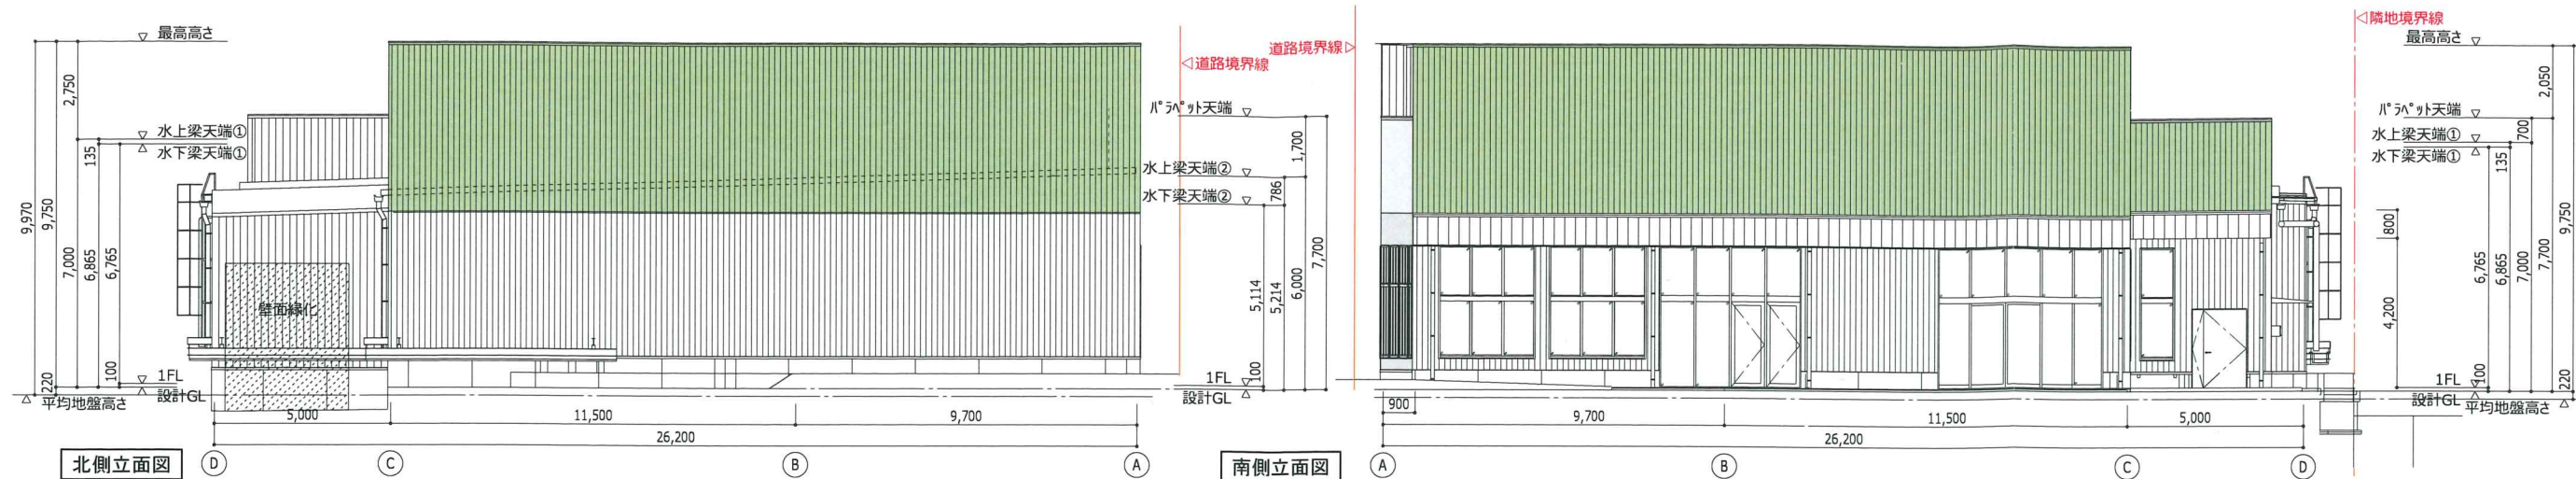 最高高さ
2,750
水上梁天端①
水下梁天端①
135
9,970
9,750
7,000
6,865
6,765
壁面緑化
220
100
1FL
設計GL
平均地盤高さ
5,000
11,500
9,700
26,200
北側立面図
D
C
B
A
◁道路境界線
パラペット天端
1,700
水上梁天端②
786
水下梁天端②
5,114
5,214
6,000
7,700
100
1FL
設計GL
道路境界線▷
900
9,700
11,500
5,000
26,200
南側立面図
A
B
C
D
◁隣地境界線
最高高さ
2,050
パラペット天端
700
水上梁天端①
水下梁天端①
135
800
4,200
6,765
6,865
7,000
7,700
9,750
100
220
1FL
設計GL
平均地盤高さ